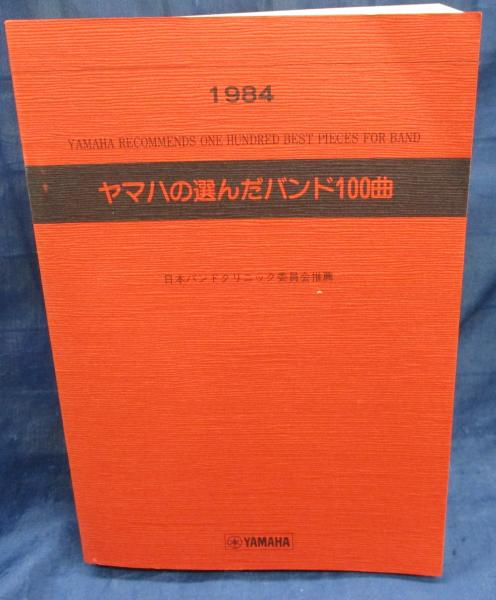 1984
YAMAHA RECOMMENDS ONE HUNDRED BEST PIECES FOR BAND
ヤマハの選んだバンド100曲
日本バンドクリニック委員会推薦
YAMAHA